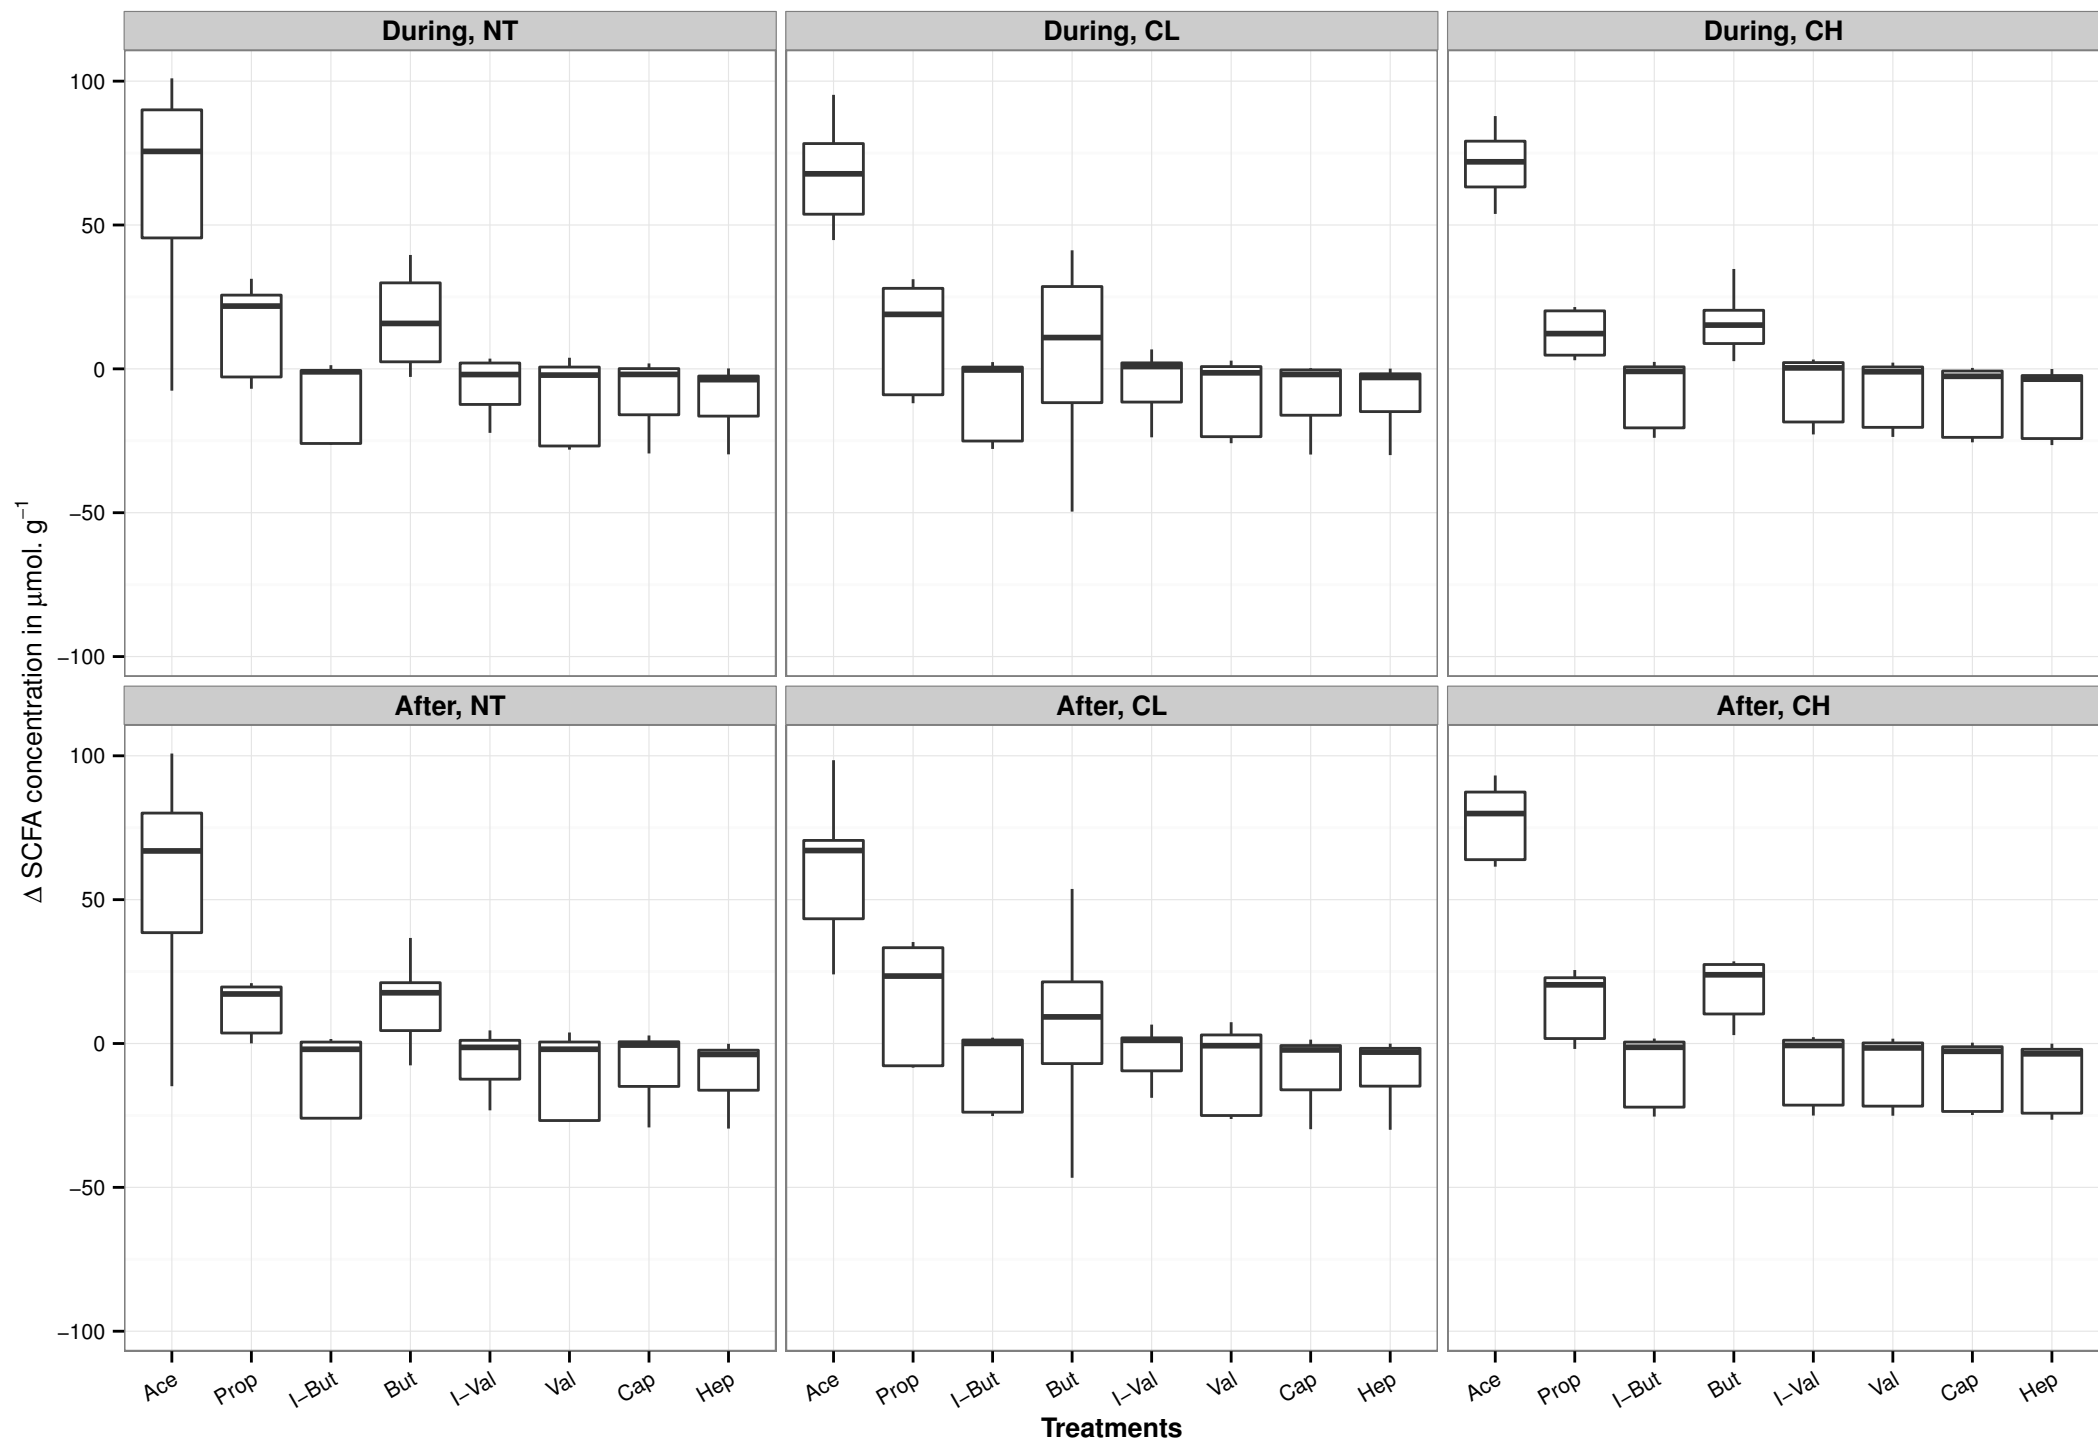 During, NT
During, CL
During, CH
100
50
0
−50
−100
Δ SCFA concentration in μmol. g⁻¹
After, NT
After, CL
After, CH
100
50
0
−50
−100
Ace Prop I−But But I−Val Val Cap Hep
Ace Prop I−But But I−Val Val Cap Hep
Ace Prop I−But But I−Val Val Cap Hep
Treatments